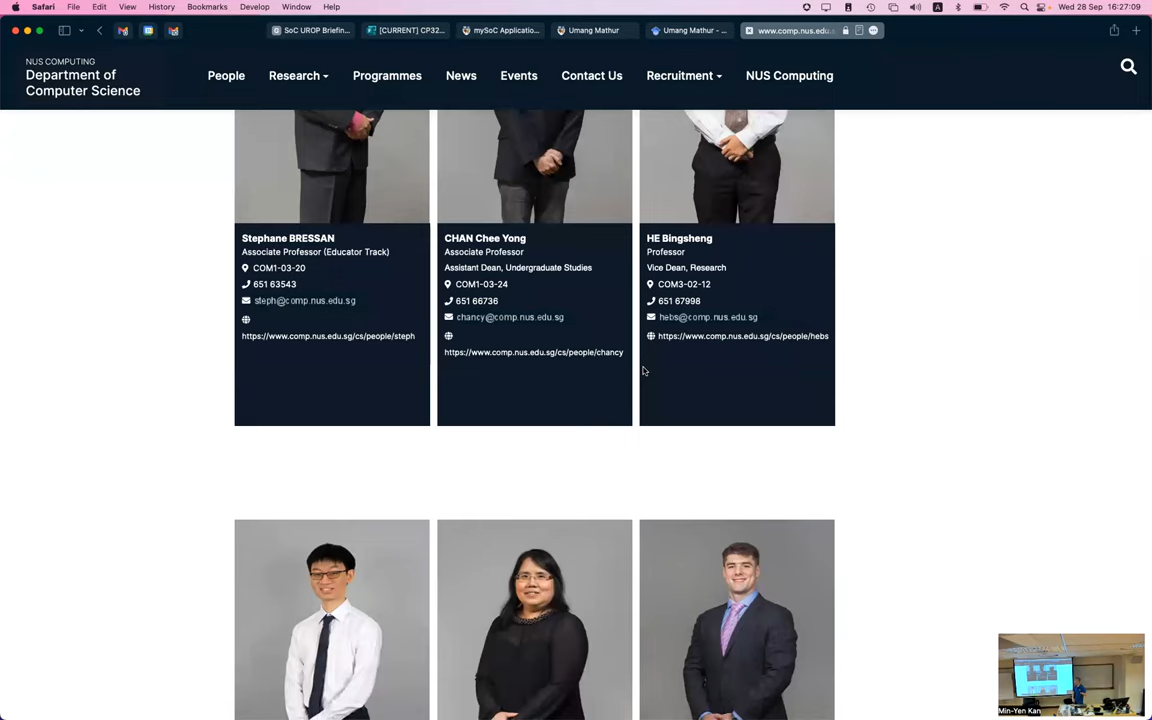 Safari File Edit View History Bookmarks Develop Window Help
Wed 28 Sep 16:27:09
SoC UROP Briefin...
[CURRENT] CP32...
mySoC Applicatio...
Umang Mathur
Umang Mathur - ...
www.comp.nus.edu.s
NUS COMPUTING
Department of
Computer Science
People Research Programmes News Events Contact Us Recruitment NUS Computing
Stephane BRESSAN
Associate Professor (Educator Track)
COM1-03-20
651 63543
steph@comp.nus.edu.sg
https://www.comp.nus.edu.sg/cs/people/steph
CHAN Chee Yong
Associate Professor
Assistant Dean, Undergraduate Studies
COM1-03-24
651 66736
chancy@comp.nus.edu.sg
https://www.comp.nus.edu.sg/cs/people/chancy
HE Bingsheng
Professor
Vice Dean, Research
COM3-02-12
651 67998
hebs@comp.nus.edu.sg
https://www.comp.nus.edu.sg/cs/people/hebs
Min-Yen Kan